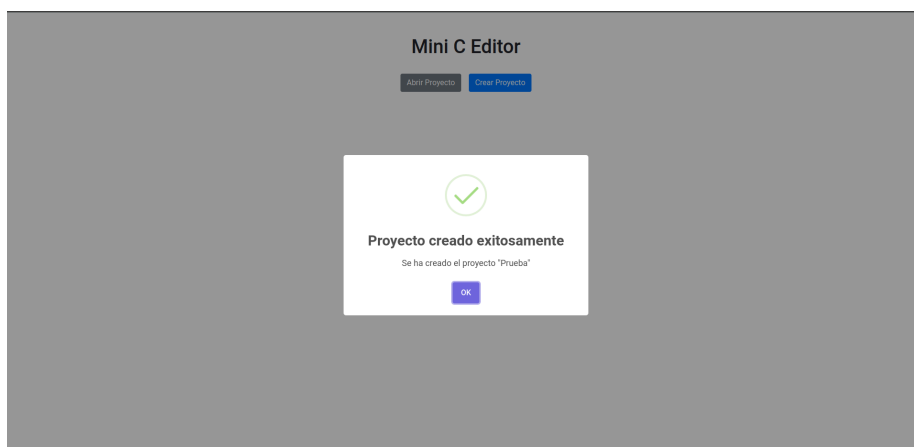 Mini C Editor
Abrir Proyecto Crear Proyecto
Proyecto creado exitosamente
Se ha creado el proyecto "Prueba"
OK